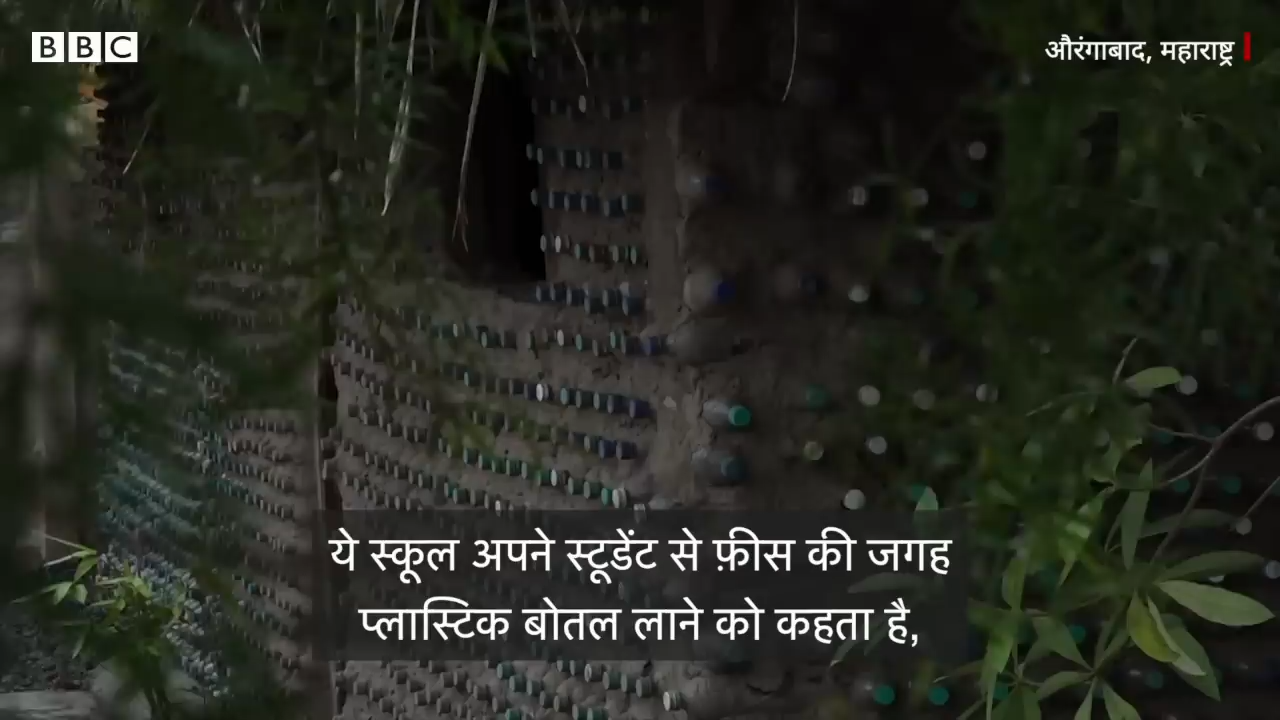 BBC
औरंगाबाद, महाराष्ट्र
ये स्कूल अपने स्टूडेंट से फ़ीस की जगह
प्लास्टिक बोतल लाने को कहता है,